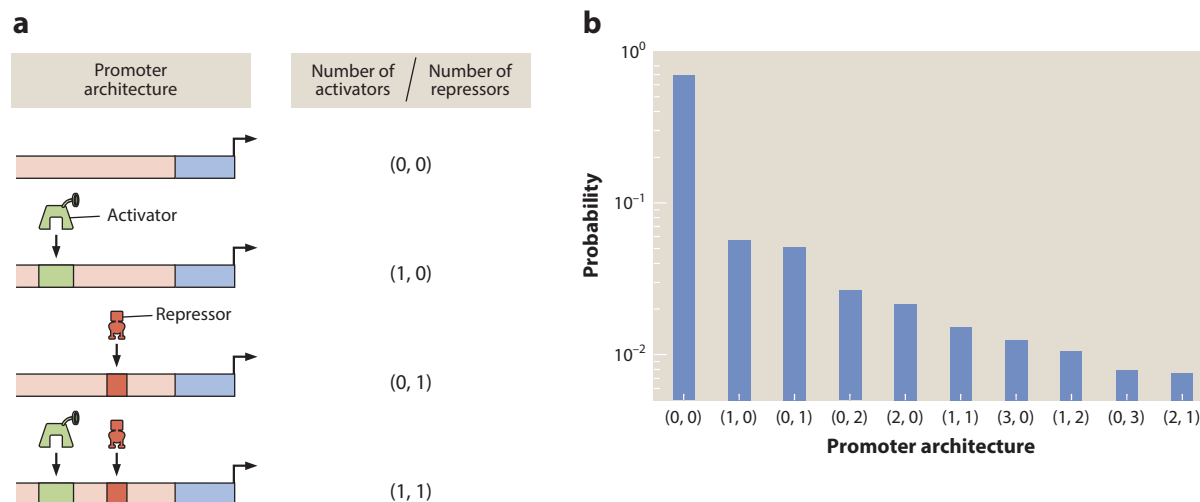 a
Promoter
architecture
Number of
activators
/
Number of
repressors
(0, 0)
Activator
(1, 0)
Repressor
(0, 1)
(1, 1)
b
10⁰
10⁻¹
10⁻²
Probability
(0, 0) (1, 0) (0, 1) (0, 2) (2, 0) (1, 1) (3, 0) (1, 2) (0, 3) (2, 1)
Promoter architecture